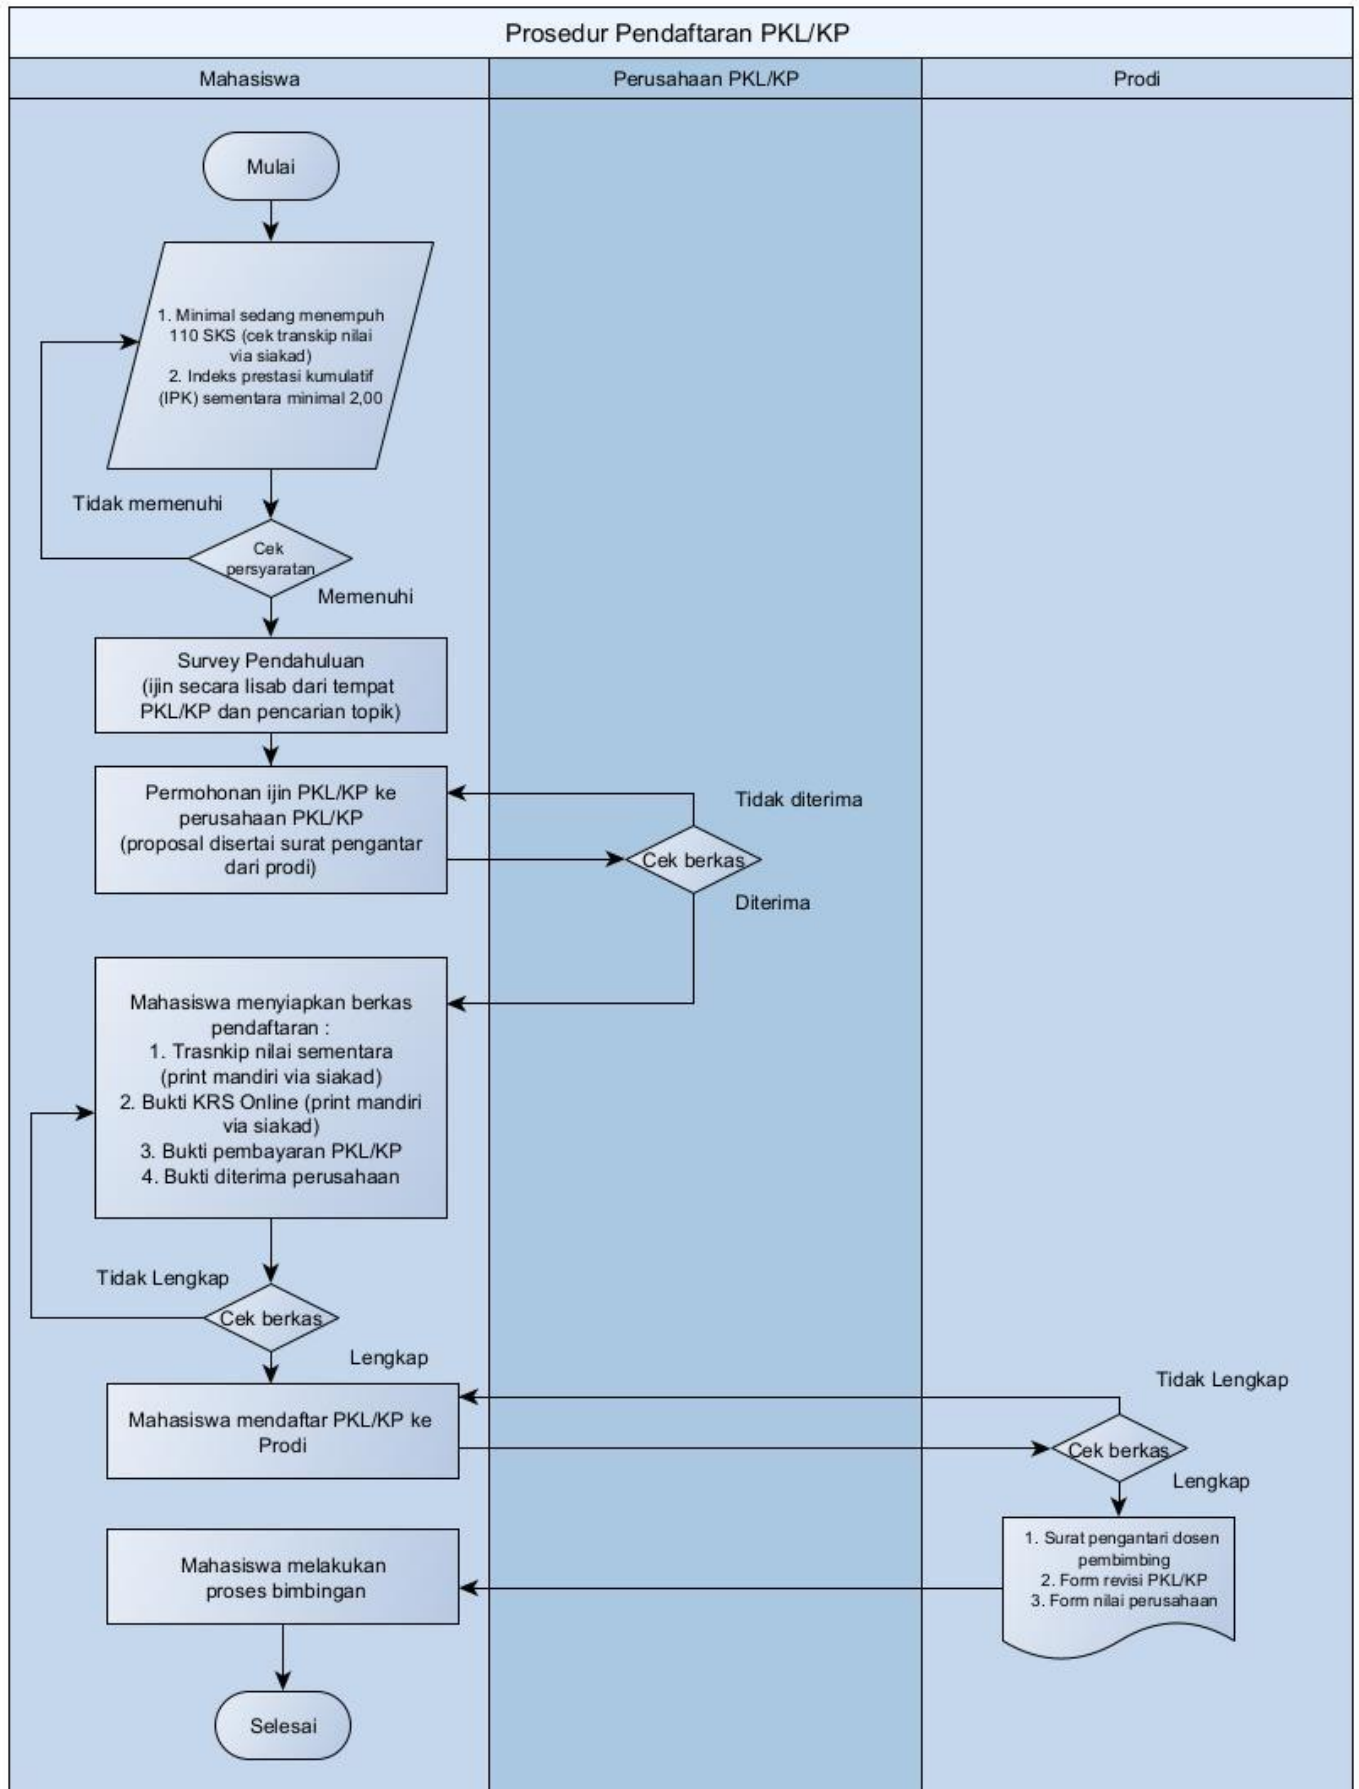 Prosedur Pendaftaran PKL/KP
Mahasiswa
Perusahaan PKL/KP
Prodi
Mulai
1. Minimal sedang menempuh
110 SKS (cek transkip nilai
via siakad)
2. Indeks prestasi kumulatif
(IPK) sementara minimal 2,00
Tidak memenuhi
Cek
persyaratan
Memenuhi
Survey Pendahuluan
(ijin secara lisab dari tempat
PKL/KP dan pencarian topik)
Permohonan ijin PKL/KP ke
perusahaan PKL/KP
(proposal disertai surat pengantar
dari prodi)
Tidak diterima
Cek berkas
Diterima
Mahasiswa menyiapkan berkas
pendaftaran :
1. Trasnkip nilai sementara
(print mandiri via siakad)
2. Bukti KRS Online (print mandiri
via siakad)
3. Bukti pembayaran PKL/KP
4. Bukti diterima perusahaan
Tidak Lengkap
Cek berkas
Lengkap
Mahasiswa mendaftar PKL/KP ke
Prodi
Tidak Lengkap
Cek berkas
Lengkap
1. Surat pengantari dosen
pembimbing
2. Form revisi PKL/KP
3. Form nilai perusahaan
Mahasiswa melakukan
proses bimbingan
Selesai